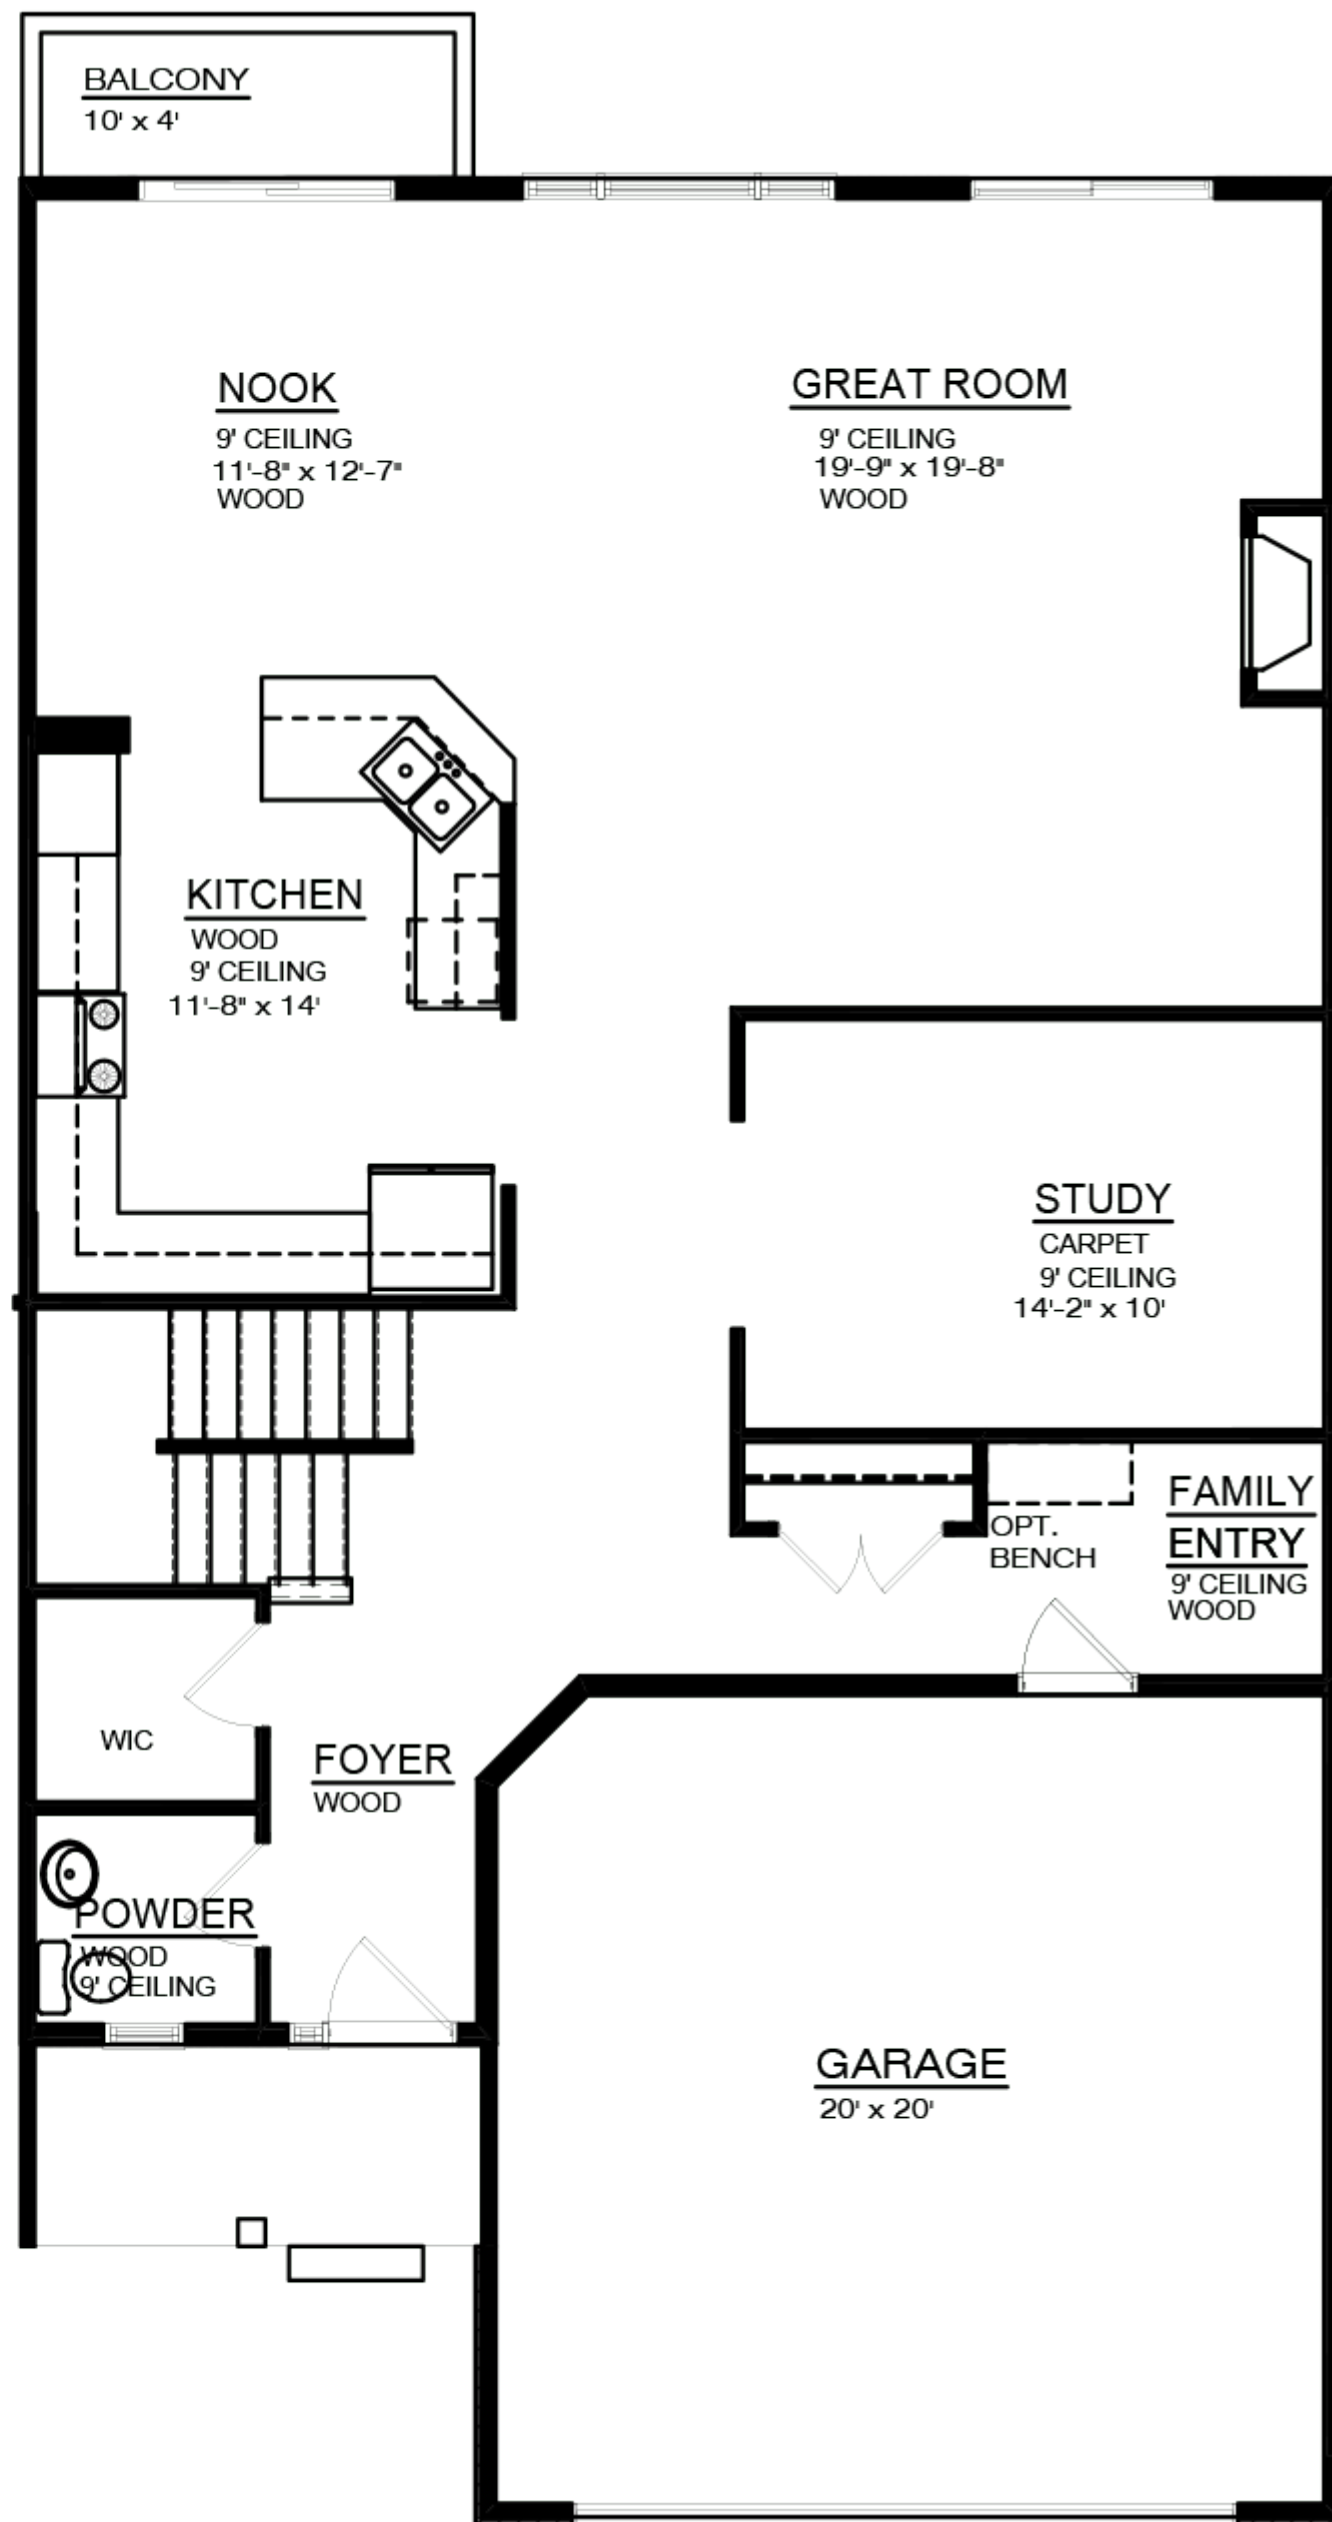 BALCONY
10' x 4'
NOOK
9' CEILING
11'-8" x 12'-7"
WOOD
GREAT ROOM
9' CEILING
19'-9" x 19'-8"
WOOD
KITCHEN
WOOD
9' CEILING
11'-8" x 14'
STUDY
CARPET
9' CEILING
14'-2" x 10'
OPT.
BENCH
FAMILY
ENTRY
9' CEILING
WOOD
WIC
FOYER
WOOD
POWDER
WOOD
9' CEILING
GARAGE
20' x 20'